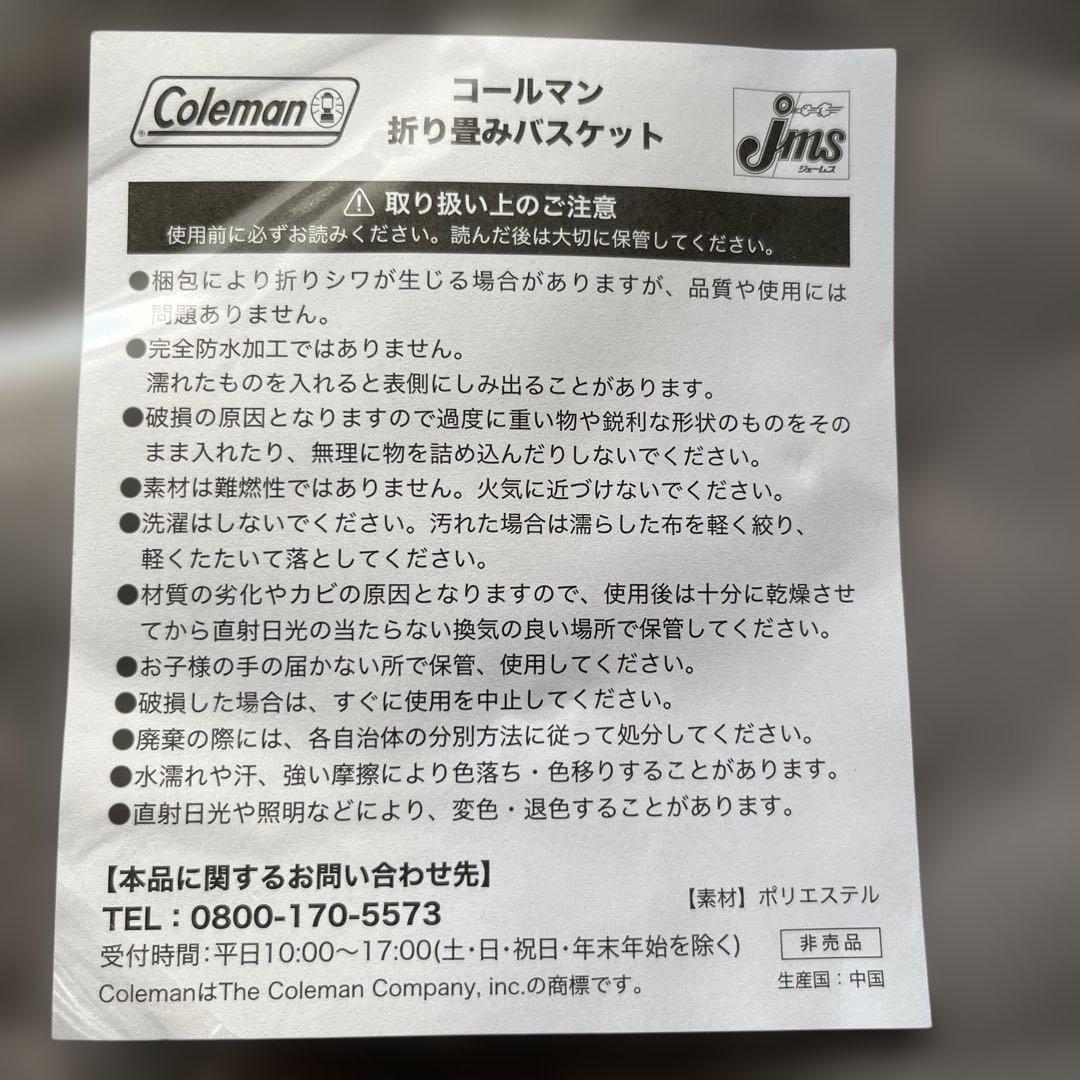 Coleman
コールマン
折り畳みバスケット
jms
ジェームス
取り扱い上のご注意
使用前に必ずお読みください。読んだ後は大切に保管してください。
●梱包により折りシワが生じる場合がありますが、品質や使用には
問題ありません。
●完全防水加工ではありません。
濡れたものを入れると表側にしみ出ることがあります。
●破損の原因となりますので過度に重い物や鋭利な形状のものをその
まま入れたり、無理に物を詰め込んだりしないでください。
●素材は難燃性ではありません。火気に近づけないでください。
●洗濯はしないでください。汚れた場合は濡らした布を軽く絞り、
軽くたたいて落としてください。
●材質の劣化やカビの原因となりますので、使用後は十分に乾燥させ
てから直射日光の当たらない換気の良い場所で保管してください。
●お子様の手の届かない所で保管、使用してください。
●破損した場合は、すぐに使用を中止してください。
●廃棄の際には、各自治体の分別方法に従って処分してください。
●水濡れや汗、強い摩擦により色落ち・色移りすることがあります。
●直射日光や照明などにより、変色・退色することがあります。
【本品に関するお問い合わせ先】
TEL：0800-170-5573
受付時間：平日10:00〜17:00(土・日・祝日・年末年始を除く)
ColemanはThe Coleman Company, inc.の商標です。
【素材】ポリエステル
非売品
生産国：中国